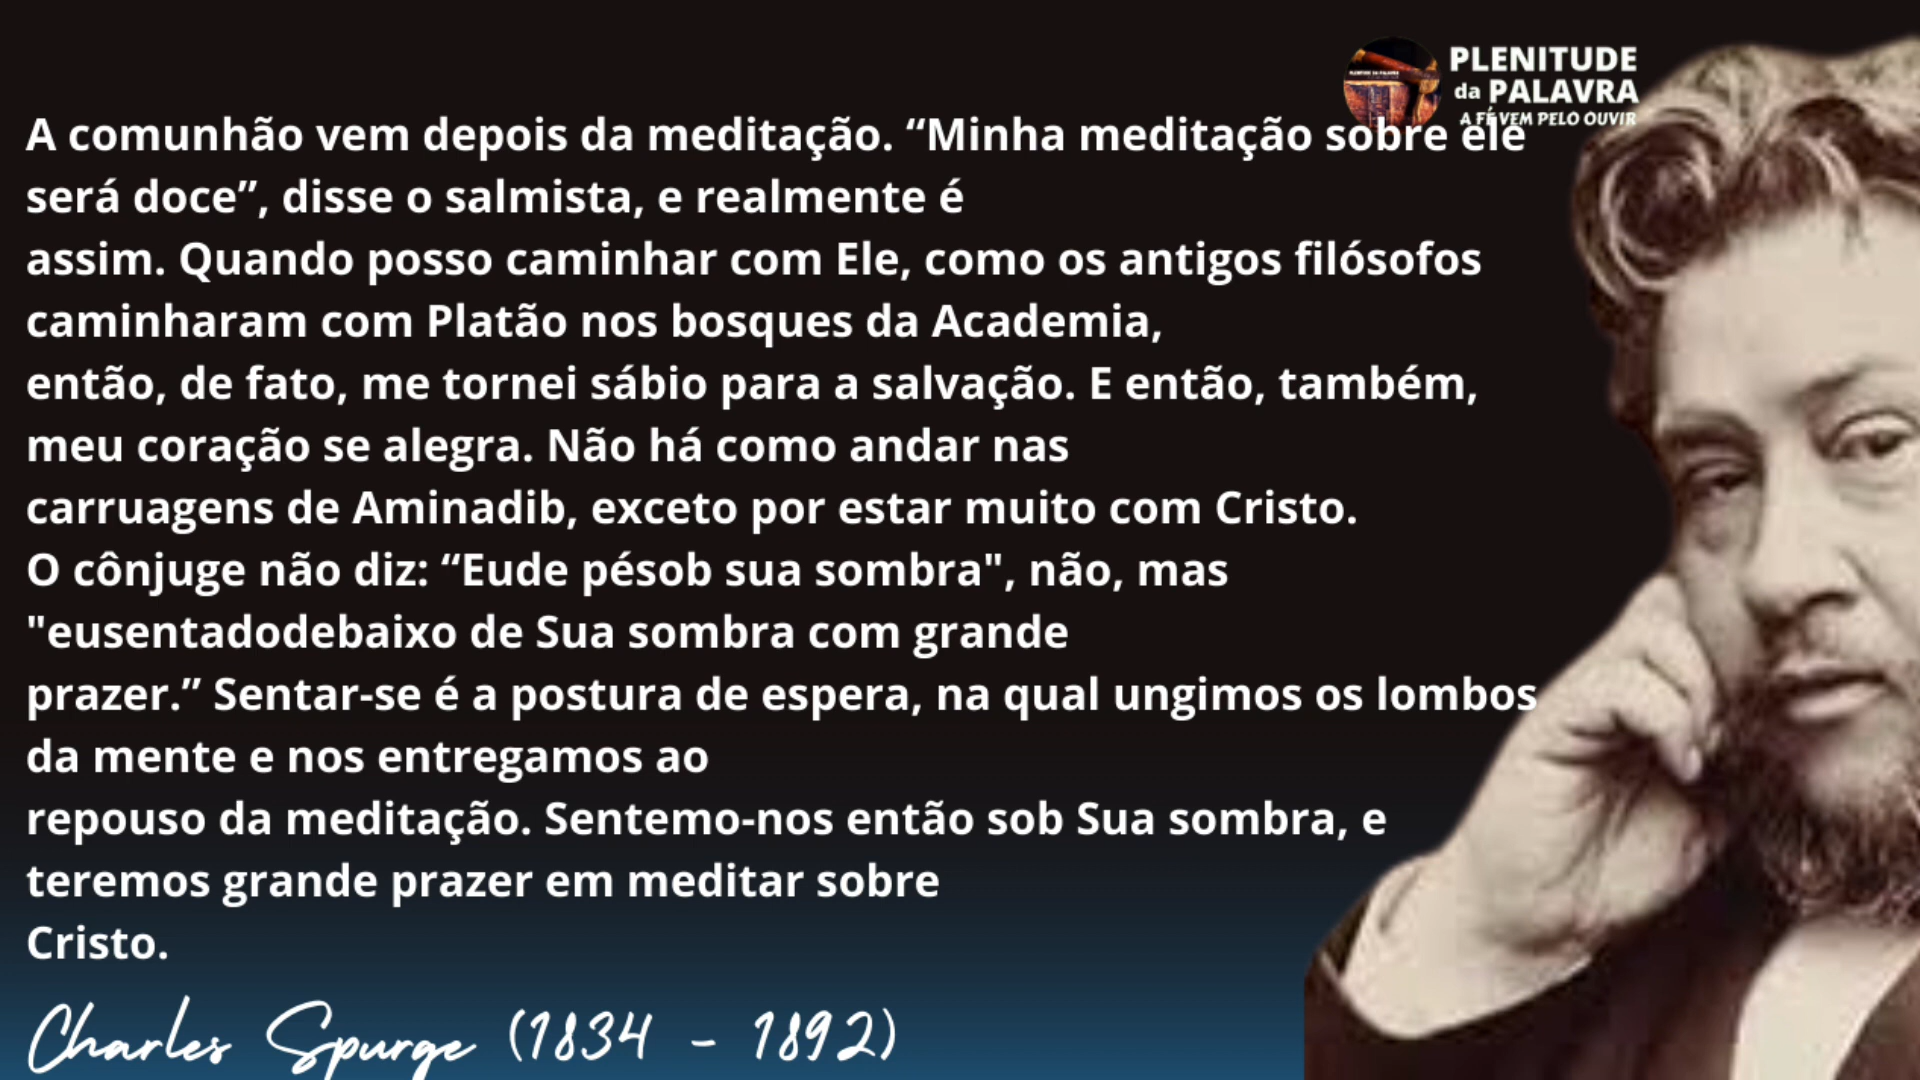 PLENITUDE
da PALAVRA
A FÉ VEM PELO OUVIR
A comunhão vem depois da meditação. “Minha meditação sobre ele
será doce”, disse o salmista, e realmente é
assim. Quando posso caminhar com Ele, como os antigos filósofos
caminharam com Platão nos bosques da Academia,
então, de fato, me tornei sábio para a salvação. E então, também,
meu coração se alegra. Não há como andar nas
carruagens de Aminadib, exceto por estar muito com Cristo.
O cônjuge não diz: “Eude pésob sua sombra", não, mas
"eusentadodebaixo de Sua sombra com grande
prazer.” Sentar-se é a postura de espera, na qual ungimos os lombos
da mente e nos entregamos ao
repouso da meditação. Sentemo-nos então sob Sua sombra, e
teremos grande prazer em meditar sobre
Cristo.
Charles Spurge (1834 - 1892)